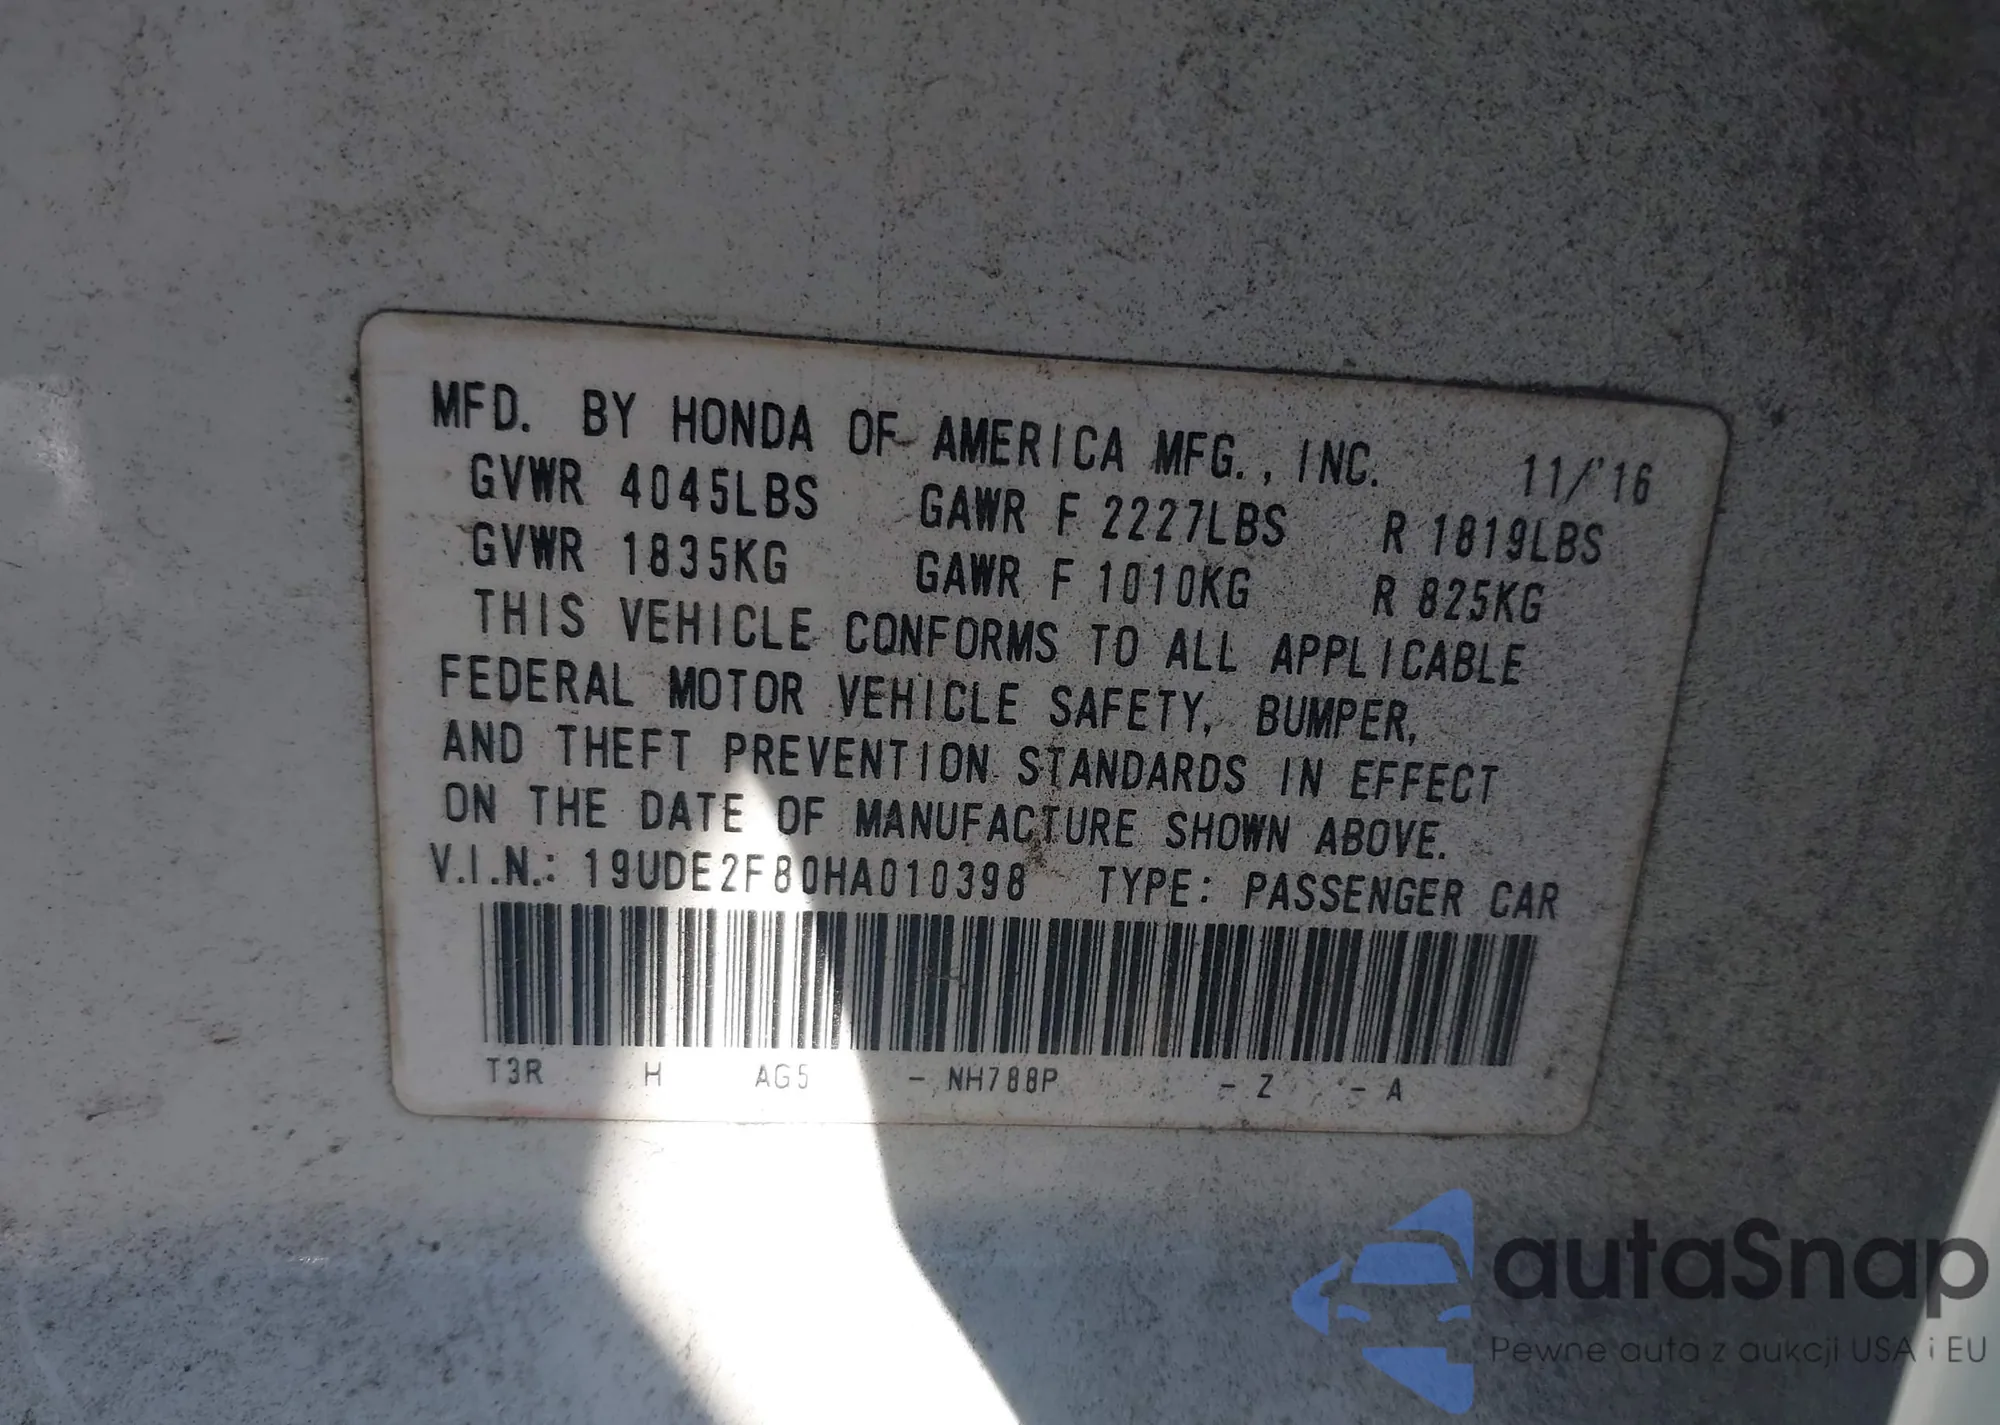 MFD. BY HONDA OF AMERICA MFG., INC. 11/'16
GVWR 4045LBS GAWR F 2227LBS R 1819LBS
GVWR 1835KG GAWR F 1010KG R 825KG
THIS VEHICLE CONFORMS TO ALL APPLICABLE
FEDERAL MOTOR VEHICLE SAFETY, BUMPER,
AND THEFT PREVENTION STANDARDS IN EFFECT
ON THE DATE OF MANUFACTURE SHOWN ABOVE.
V.I.N.: 19UDE2F80HA010398 TYPE: PASSENGER CAR
T3R H AG5 - NH788P - Z - A
autaSnap
Pewne auta z aukcji USA i EU